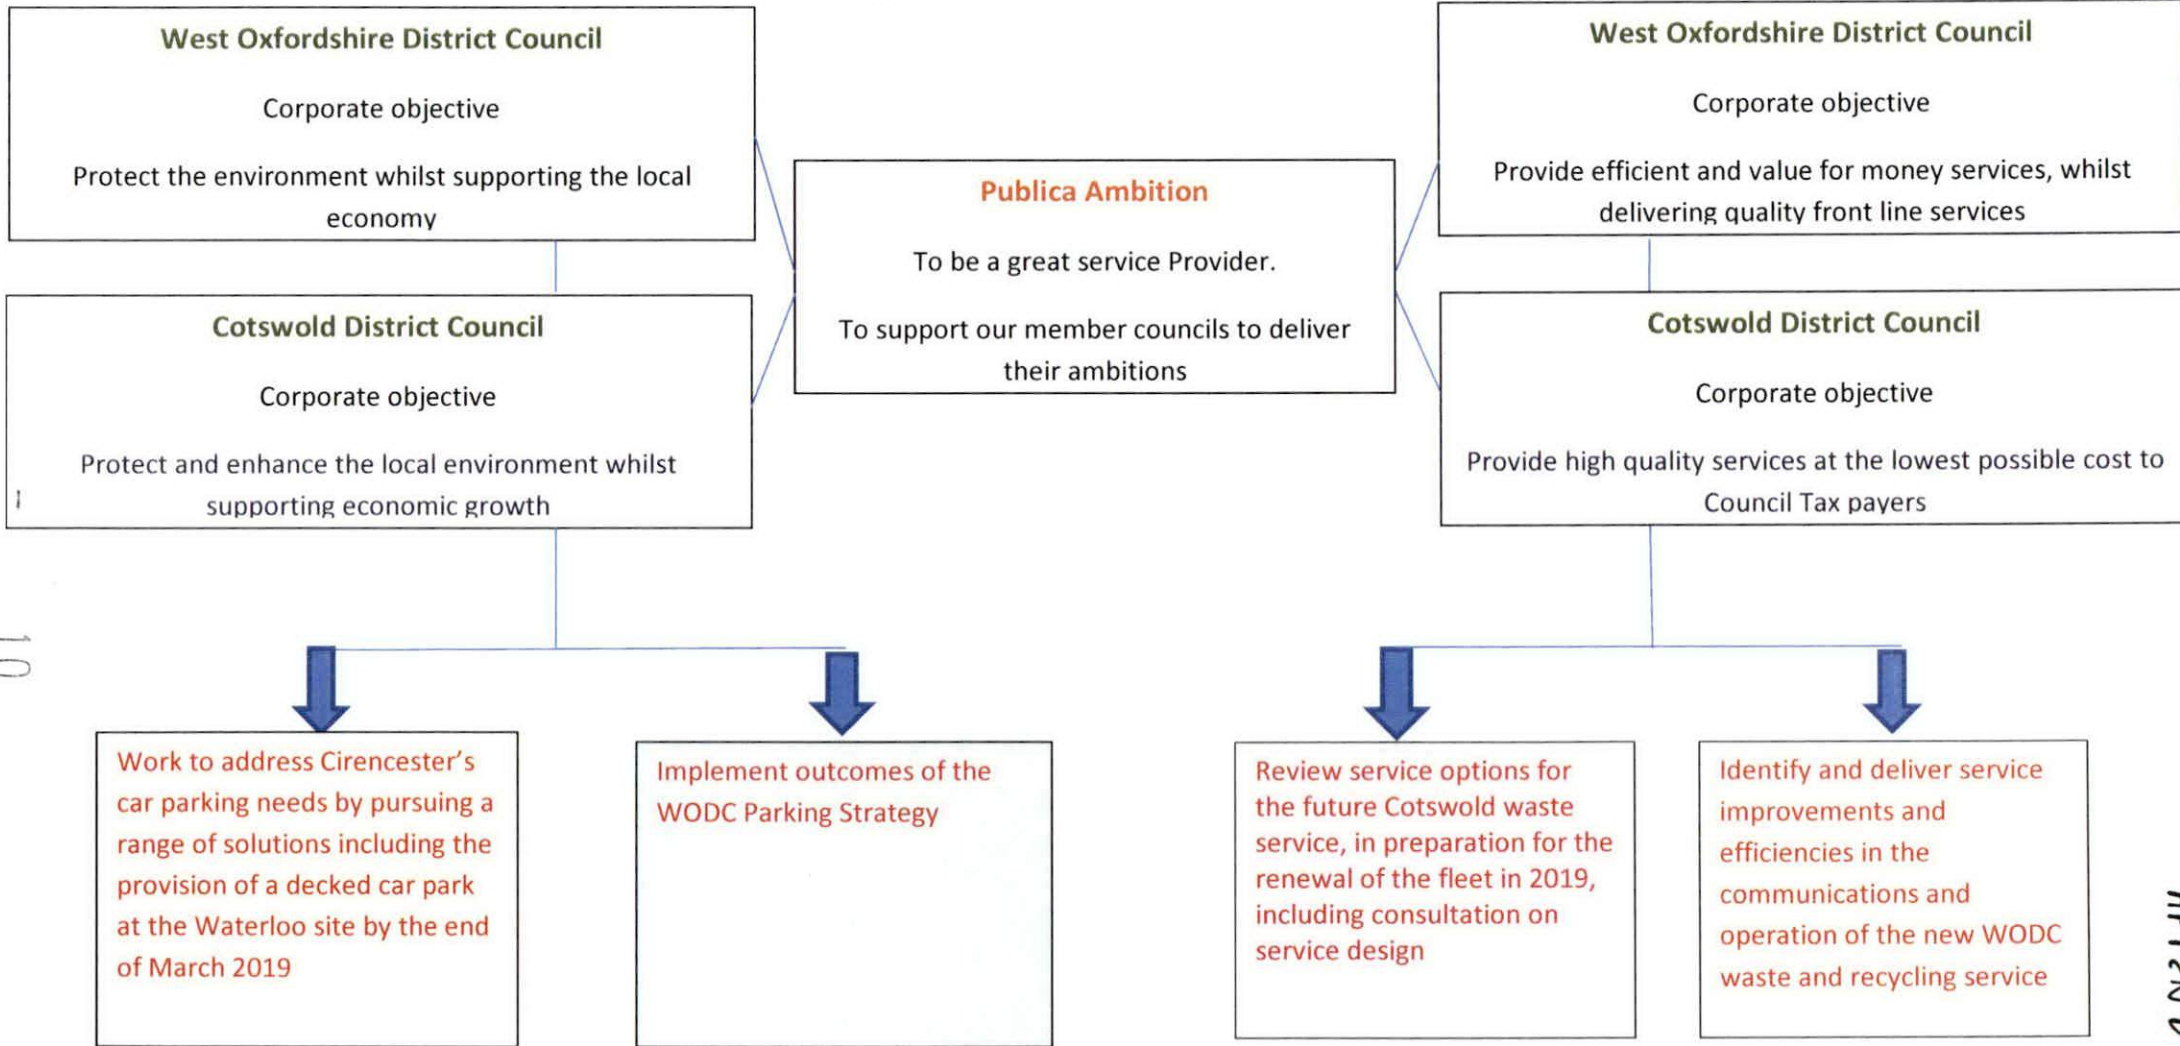 West Oxfordshire District Council
Corporate objective
Protect the environment whilst supporting the local
economy
Cotswold District Council
Corporate objective
Protect and enhance the local environment whilst
supporting economic growth
Publica Ambition
To be a great service Provider.
To support our member councils to deliver
their ambitions
West Oxfordshire District Council
Corporate objective
Provide efficient and value for money services, whilst
delivering quality front line services
Cotswold District Council
Corporate objective
Provide high quality services at the lowest possible cost to
Council Tax payers
Work to address Cirencester's
car parking needs by pursuing a
range of solutions including the
provision of a decked car park
at the Waterloo site by the end
of March 2019
Implement outcomes of the
WODC Parking Strategy
Review service options for
the future Cotswold waste
service, in preparation for the
renewal of the fleet in 2019,
including consultation on
service design
Identify and deliver service
improvements and
efficiencies in the
communications and
operation of the new WODC
waste and recycling service
10